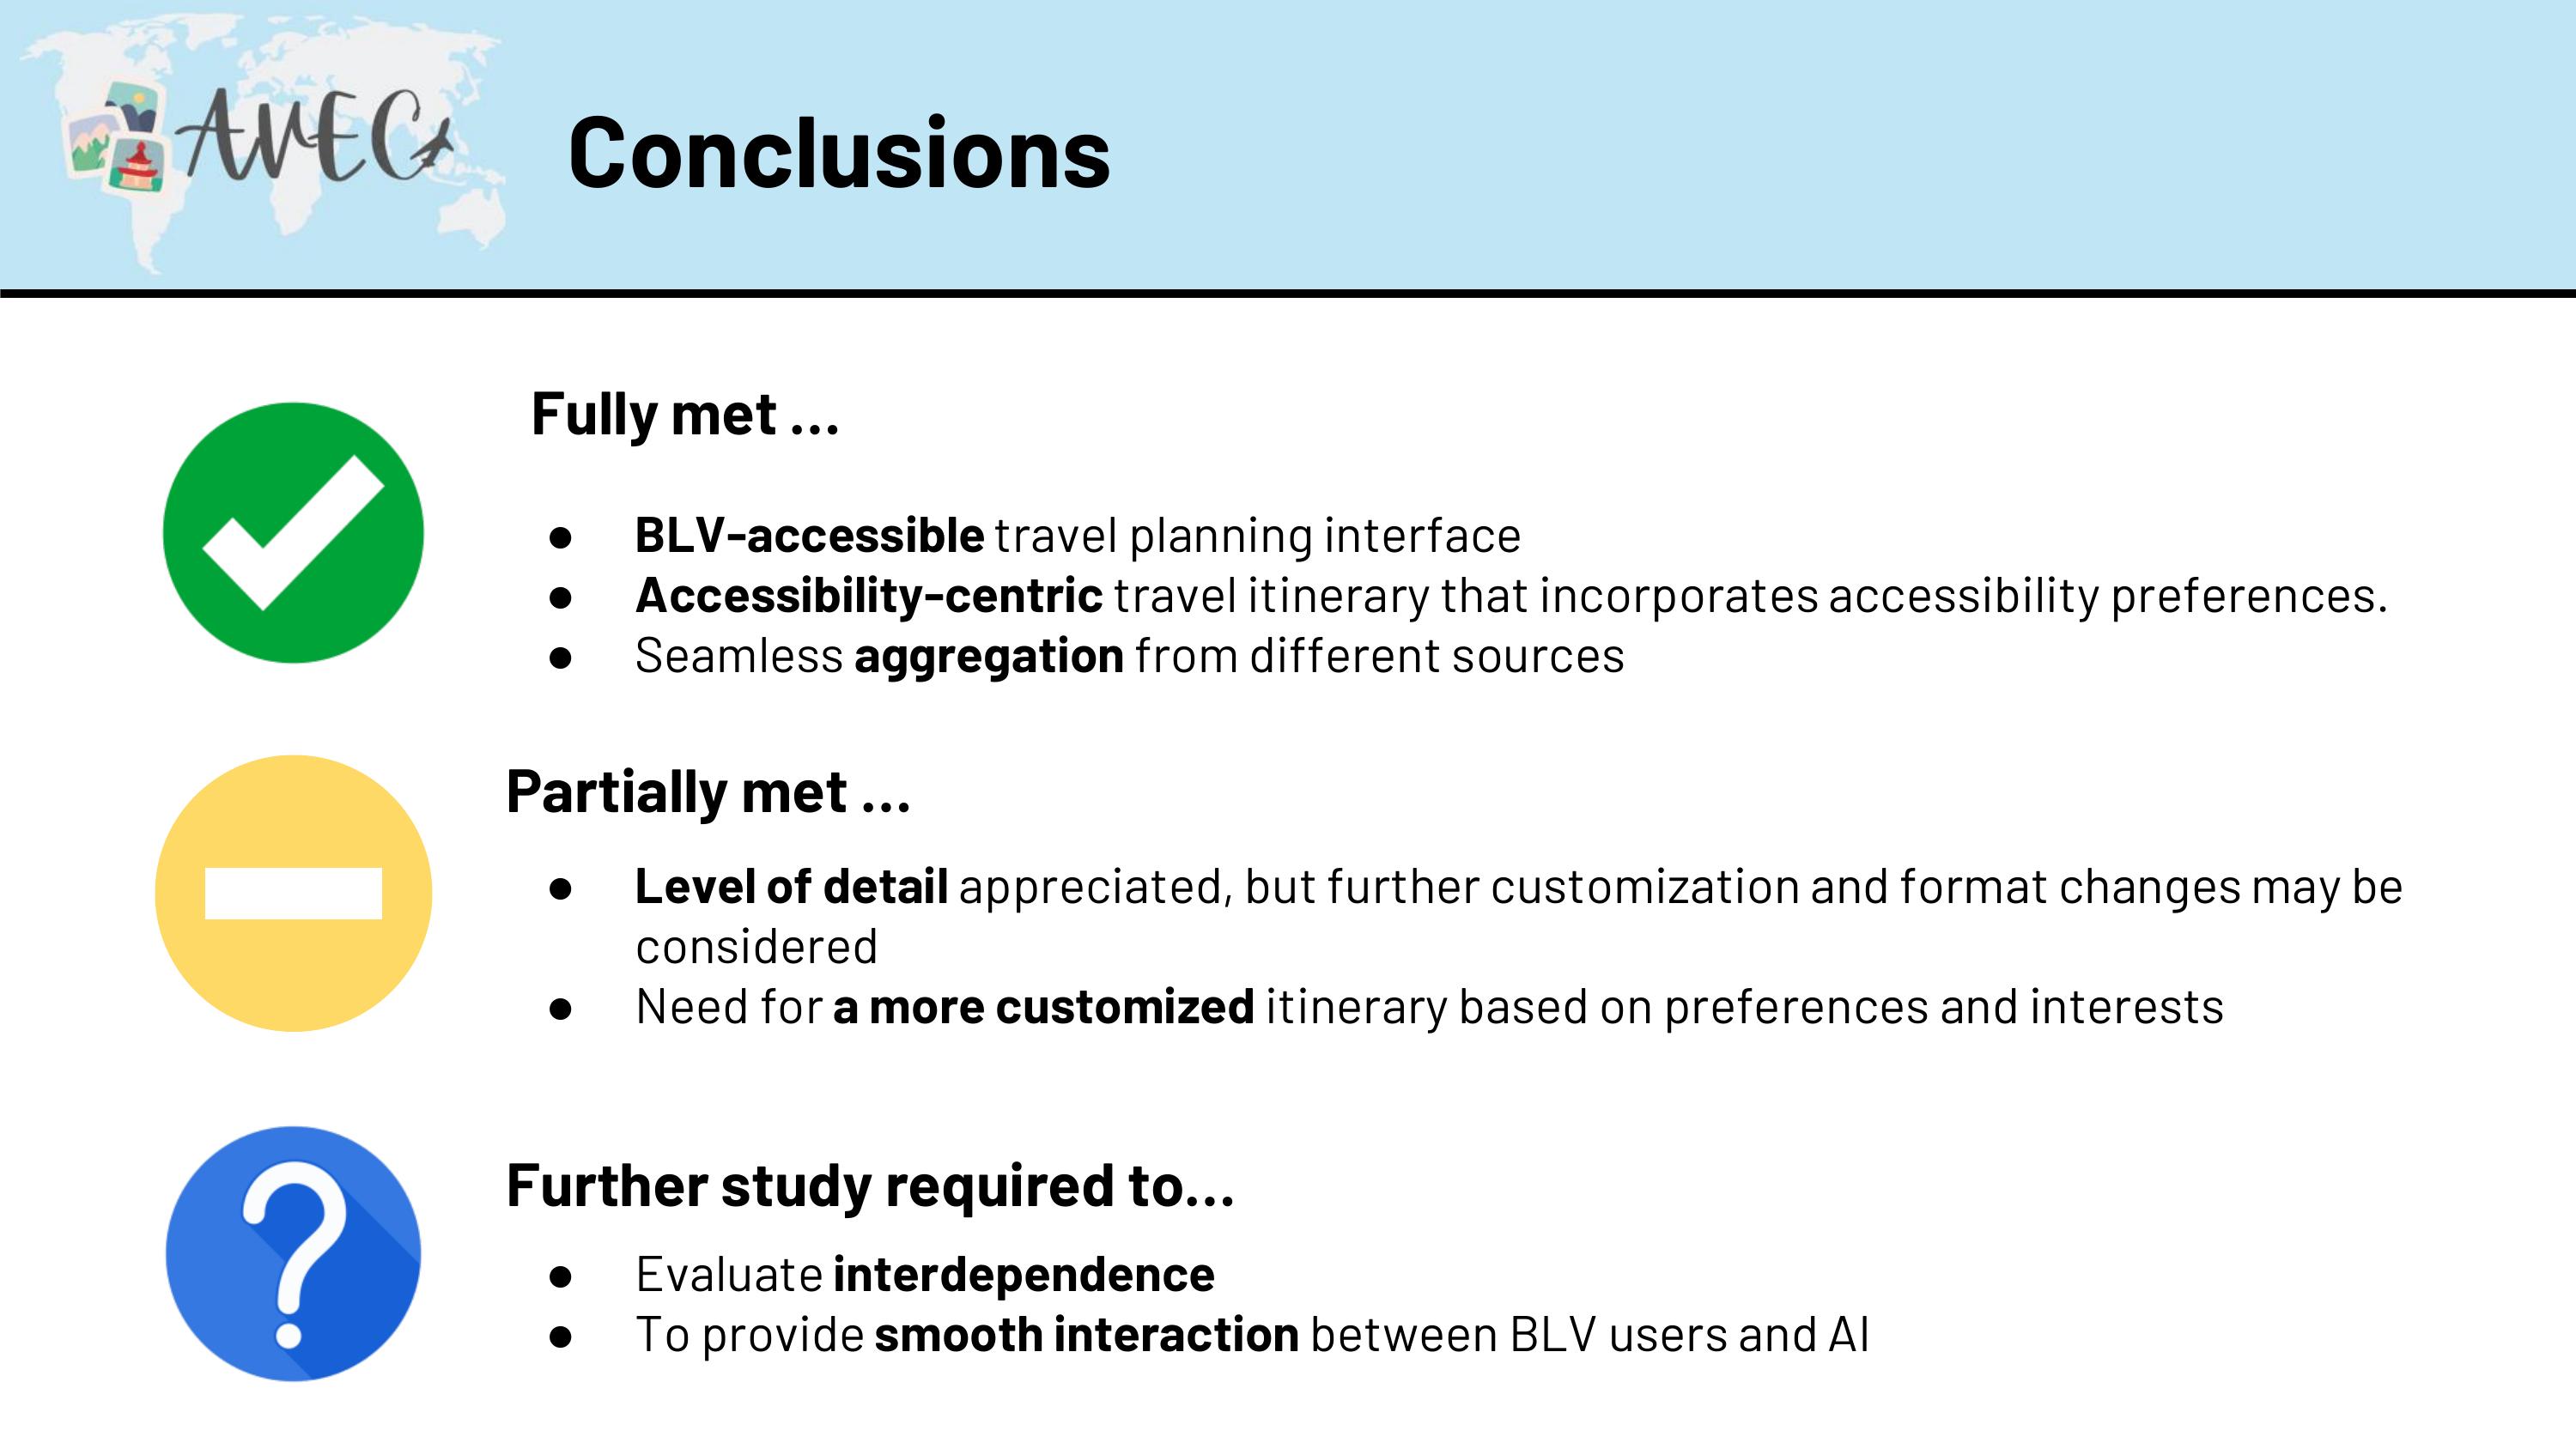 AVEC
Conclusions
Fully met ...
● BLV-accessible travel planning interface
● Accessibility-centric travel itinerary that incorporates accessibility preferences.
● Seamless aggregation from different sources
Partially met ...
● Level of detail appreciated, but further customization and format changes may be
considered
● Need for a more customized itinerary based on preferences and interests
Further study required to...
● Evaluate interdependence
● To provide smooth interaction between BLV users and AI